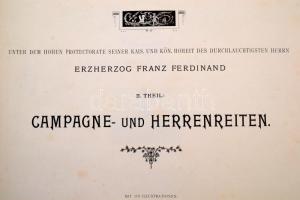 UNTER DEM HOHEN PROTECTORATE SEINER KAIS. UND KÖN. HOHEIT DES DURCHLAUCHTIGSTEN HERRN
ERZHERZOG FRANZ FERDINAND
II. THEIL:
CAMPAGNE- UND HERRENREITEN.